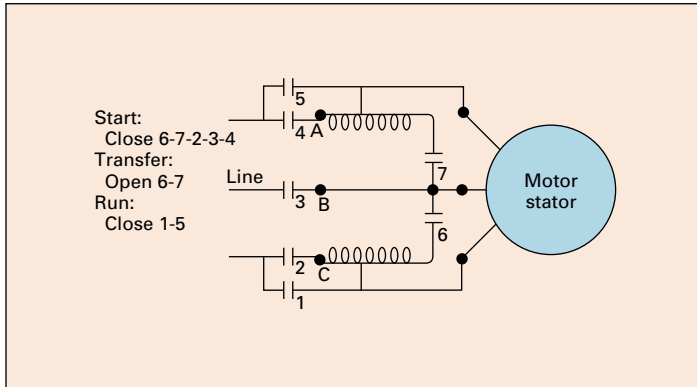 Start:
Close 6-7-2-3-4
Transfer:
Open 6-7
Run:
Close 1-5
5
4
A
7
Line
3
B
6
2
C
1
Motor
stator